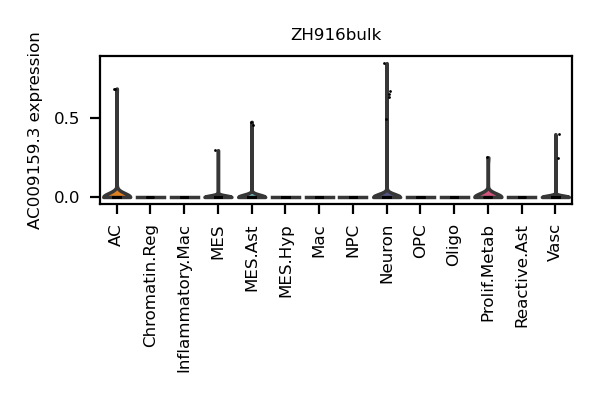 ZH916bulk
AC009159.3 expression
0.5
0.0
AC
Chromatin.Reg
Inflammatory.Mac
MES
MES.Ast
MES.Hyp
Mac
NPC
Neuron
OPC
Oligo
Prolif.Metab
Reactive.Ast
Vasc